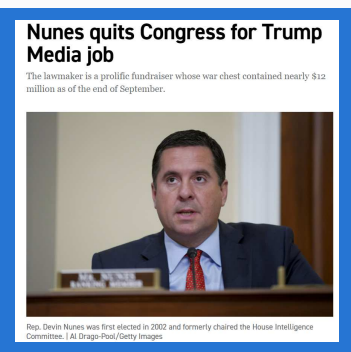 Nunes quits Congress for Trump
Media job
The lawmaker is a prolific fundraiser whose war chest contained nearly $12
million as of the end of September.
MR. NUNES
RANKING MEMBER
Rep. Devin Nunes was first elected in 2002 and formerly chaired the House Intelligence
Committee. | Al Drago-Pool/Getty Images